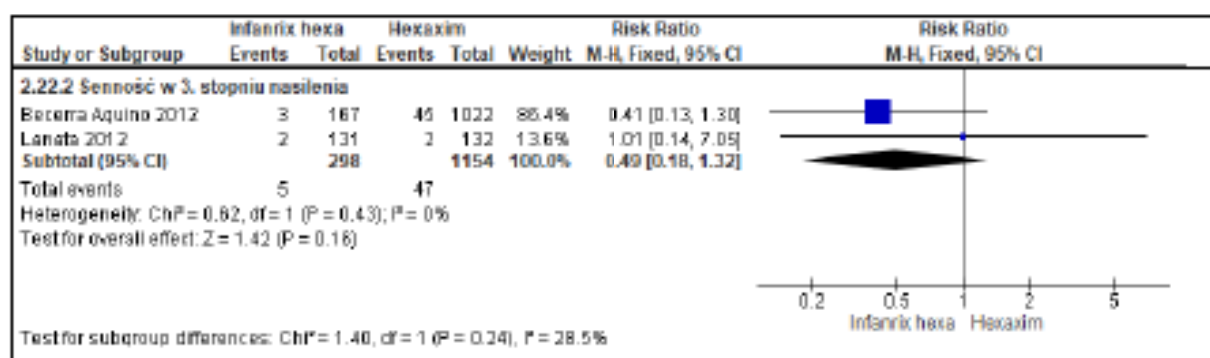 Infanrix hexa Hexaxim Risk Ratio Risk Ratio
Study or Subgroup Events Total Events Total Weight M-H, Fixed, 95% CI M-H, Fixed, 95% CI
2.22.2 Senność w 3. stopniu nasilenia
Becerra Aquino 2012 3 167 45 1022 86.4% 0.41 [0.13, 1.30]
Lanata 2012 2 131 2 132 13.6% 1.01 [0.14, 7.05]
Subtotal (95% CI) 298 1154 100.0% 0.49 [0.18, 1.32]
Total events 5 47
Heterogeneity: Chi² = 0.62, df = 1 (P = 0.43); I² = 0%
Test for overall effect: Z = 1.42 (P = 0.16)
0.2 0.5 1 2 5
Infanrix hexa Hexaxim
Test for subgroup differences: Chi² = 1.40, df = 1 (P = 0.24), I² = 28.5%